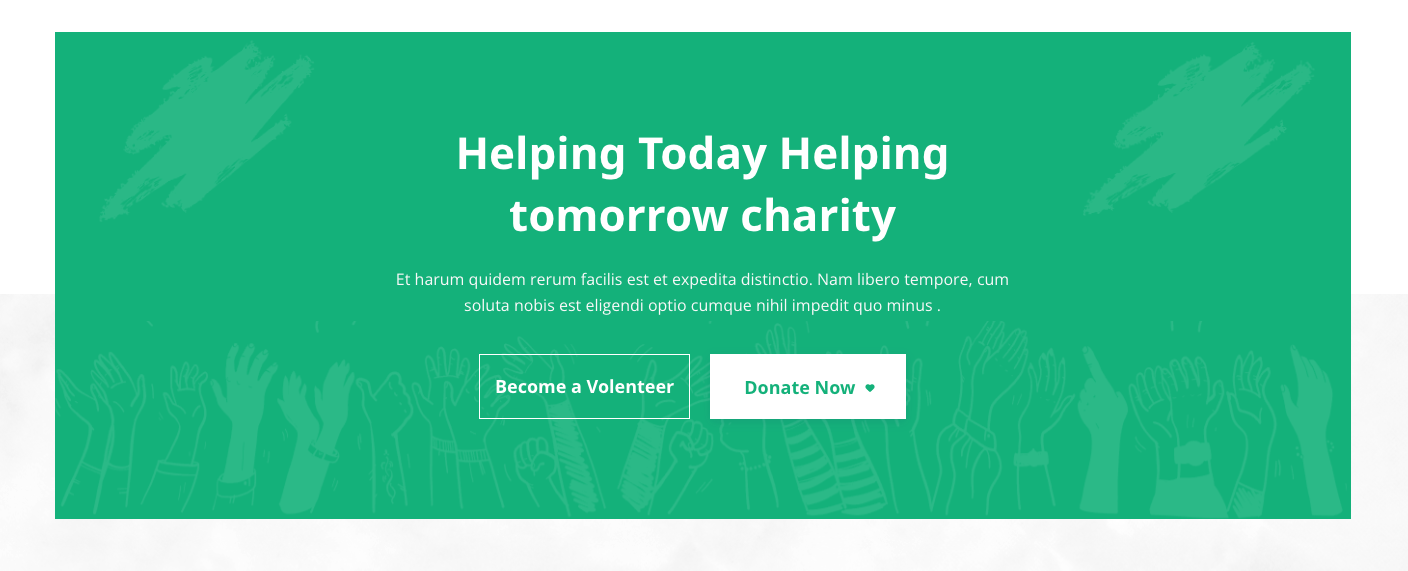 Helping Today Helping
tomorrow charity
Et harum quidem rerum facilis est et expedita distinctio. Nam libero tempore, cum
soluta nobis est eligendi optio cumque nihil impedit quo minus .
Become a Volenteer
Donate Now